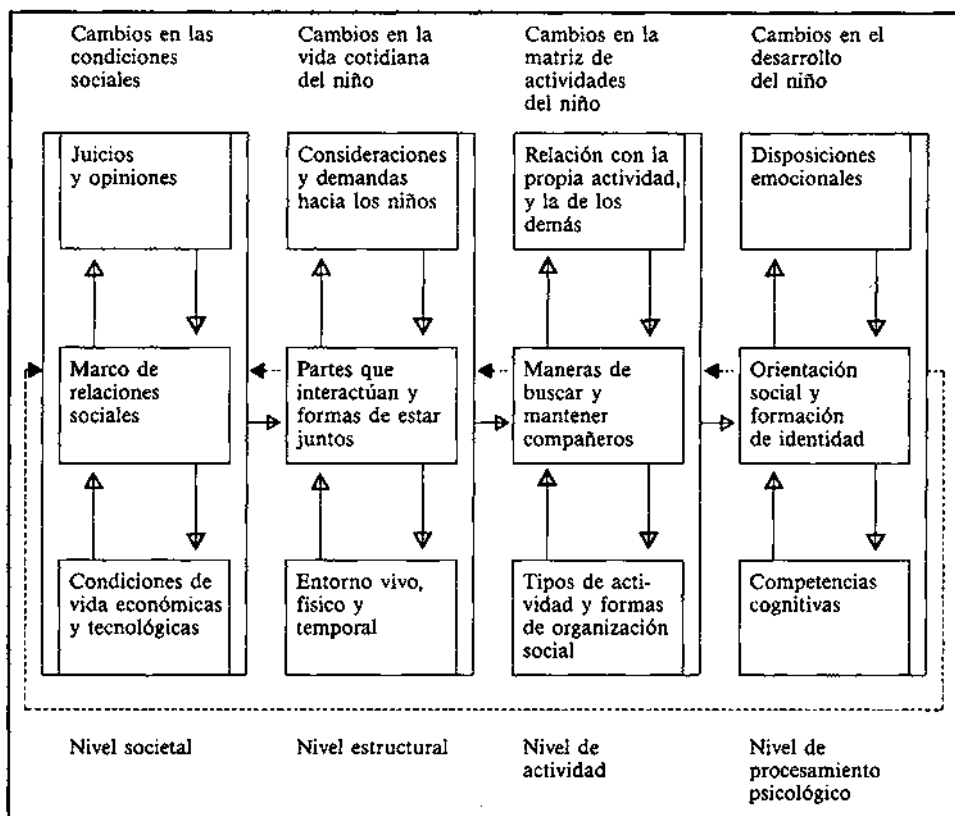 Cambios en las
condiciones
sociales
Cambios en la
vida cotidiana
del niño
Cambios en la
matriz de
actividades
del niño
Cambios en el
desarrollo
del niño
Juicios
y opiniones
Consideraciones
y demandas
hacia los niños
Relación con la
propia actividad,
y la de los
demás
Disposiciones
emocionales
Marco de
relaciones
sociales
Partes que
interactúan y
formas de estar
juntos
Maneras de
buscar y
mantener
compañeros
Orientación
social y
formación
de identidad
Condiciones de
vida económicas
y tecnológicas
Entorno vivo,
físico y
temporal
Tipos de acti-
vidad y formas
de organización
social
Competencias
cognitivas
Nivel societal
Nivel estructural
Nivel de
actividad
Nivel de
procesamiento
psicológico